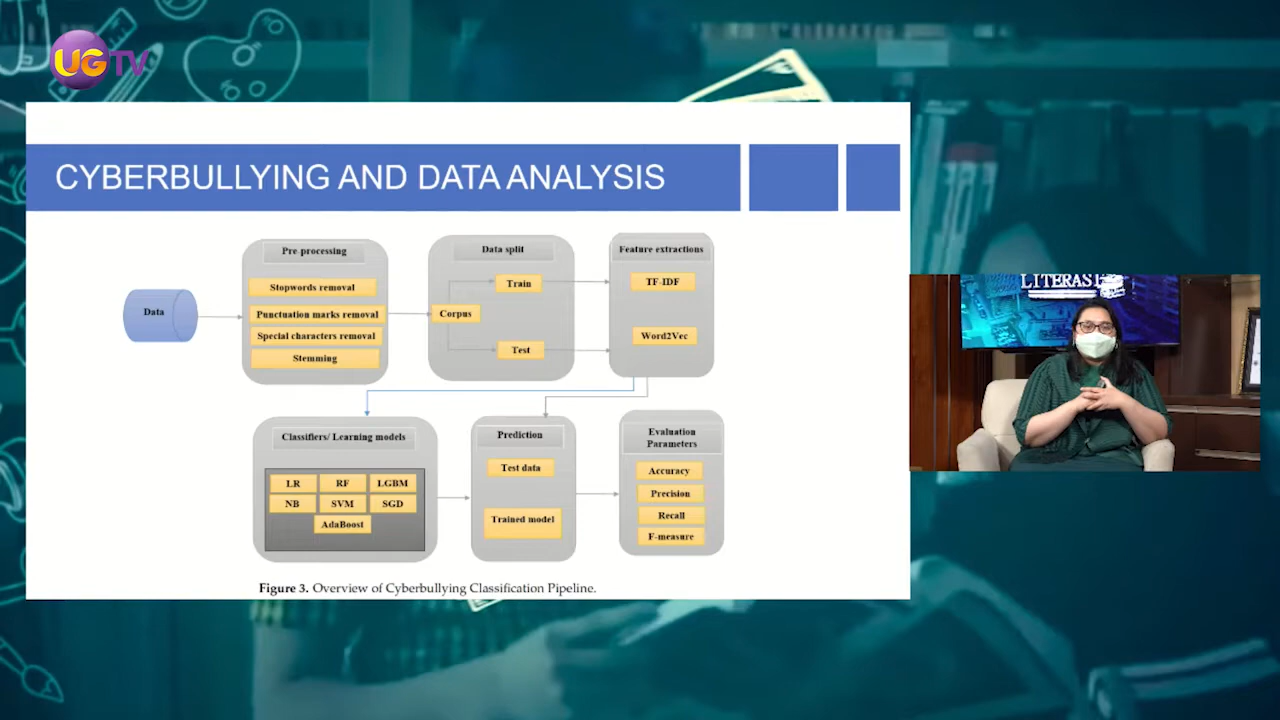 UGTV
CYBERBULLYING AND DATA ANALYSIS
Data
Pre-processing
Stopwords removal
Punctuation marks removal
Special characters removal
Stemming
Data split
Corpus
Train
Test
Feature extractions
TF-IDF
Word2Vec
Classifiers/ Learning models
LR RF LGBM
NB SVM SGD
AdaBoost
Prediction
Test data
Trained model
Evaluation
Parameters
Accuracy
Precision
Recall
F-measure
Figure 3. Overview of Cyberbullying Classification Pipeline.
LITERASI